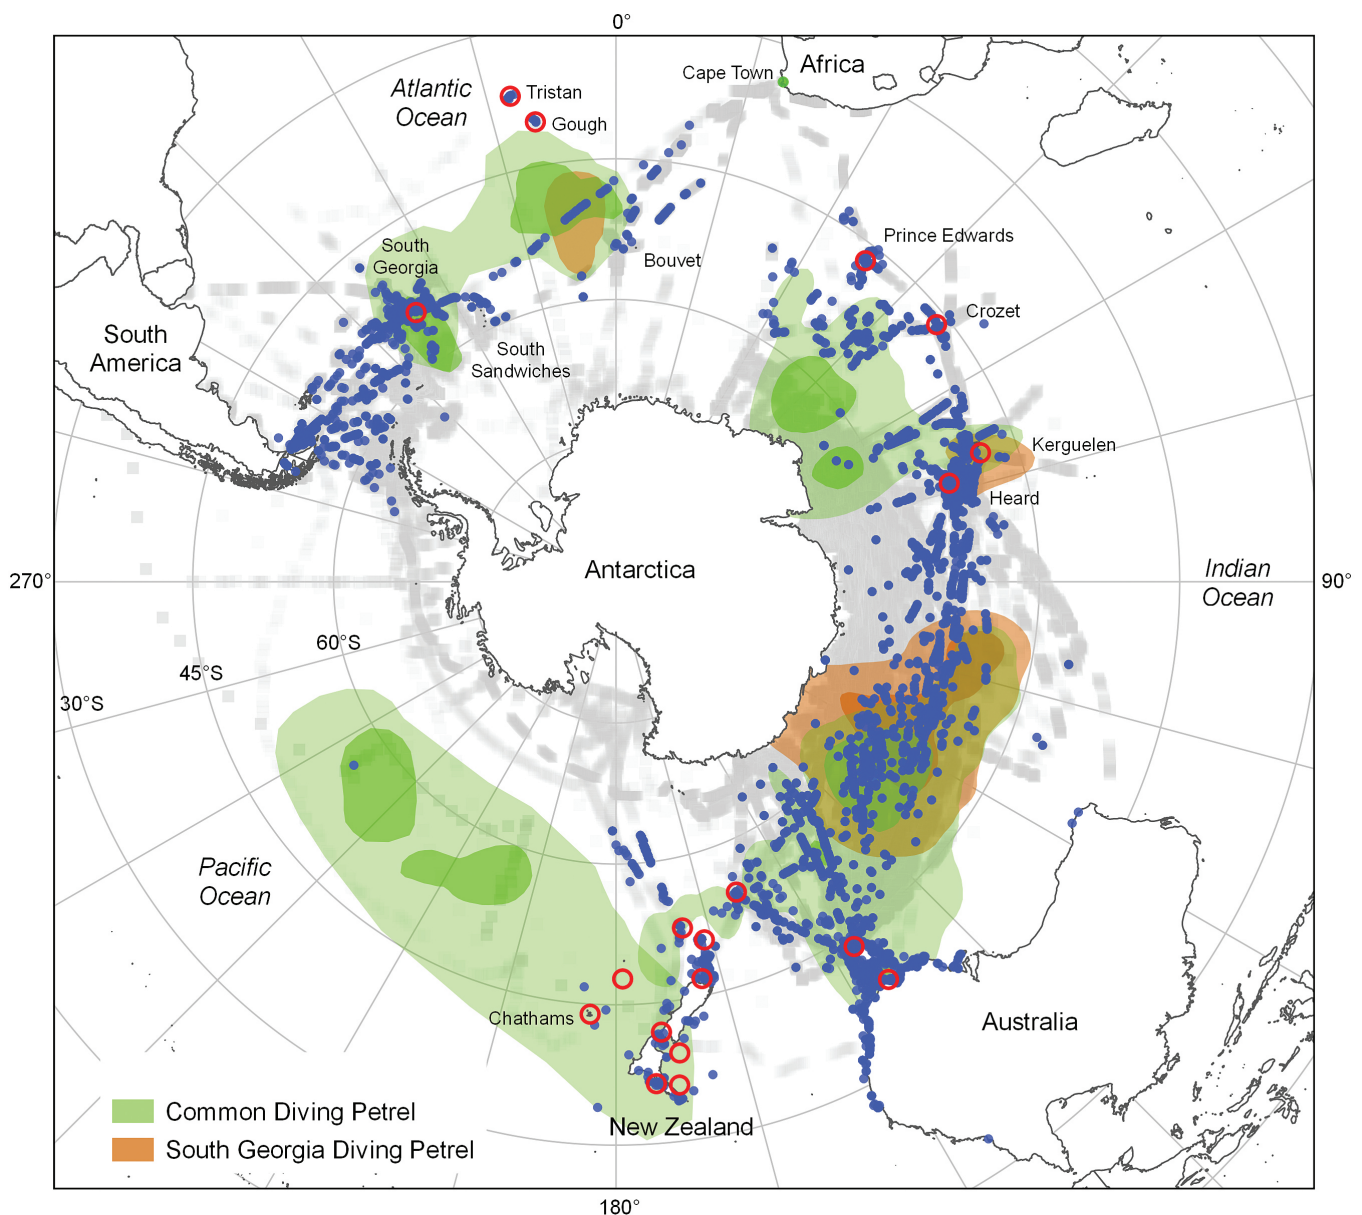 0°
Cape Town
Africa
Atlantic
Ocean
Tristan
Gough
Prince Edwards
South
Georgia
Bouvet
Crozet
South
America
South
Sandwiches
Kerguelen
Heard
Antarctica
Indian
Ocean
270°
90°
60°S
45°S
30°S
Pacific
Ocean
Chathams
Australia
Common Diving Petrel
New Zealand
South Georgia Diving Petrel
180°